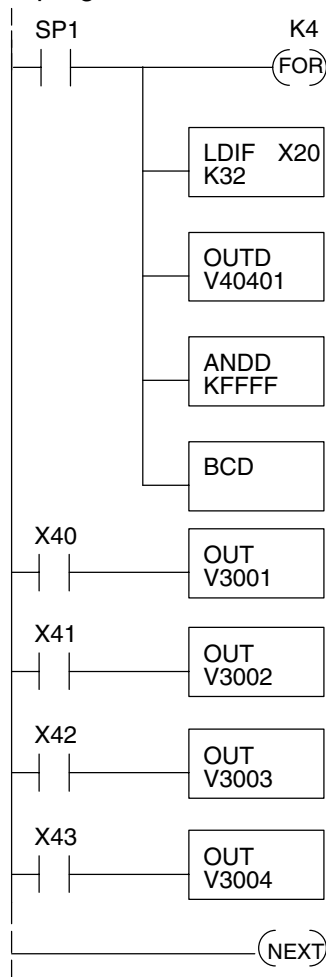 SP1 K4
FOR
LDIF X20
K32
OUTD
V40401
ANDD
KFFFF
BCD
X40
OUT
V3001
X41
OUT
V3002
X42
OUT
V3003
X43
OUT
V3004
NEXT